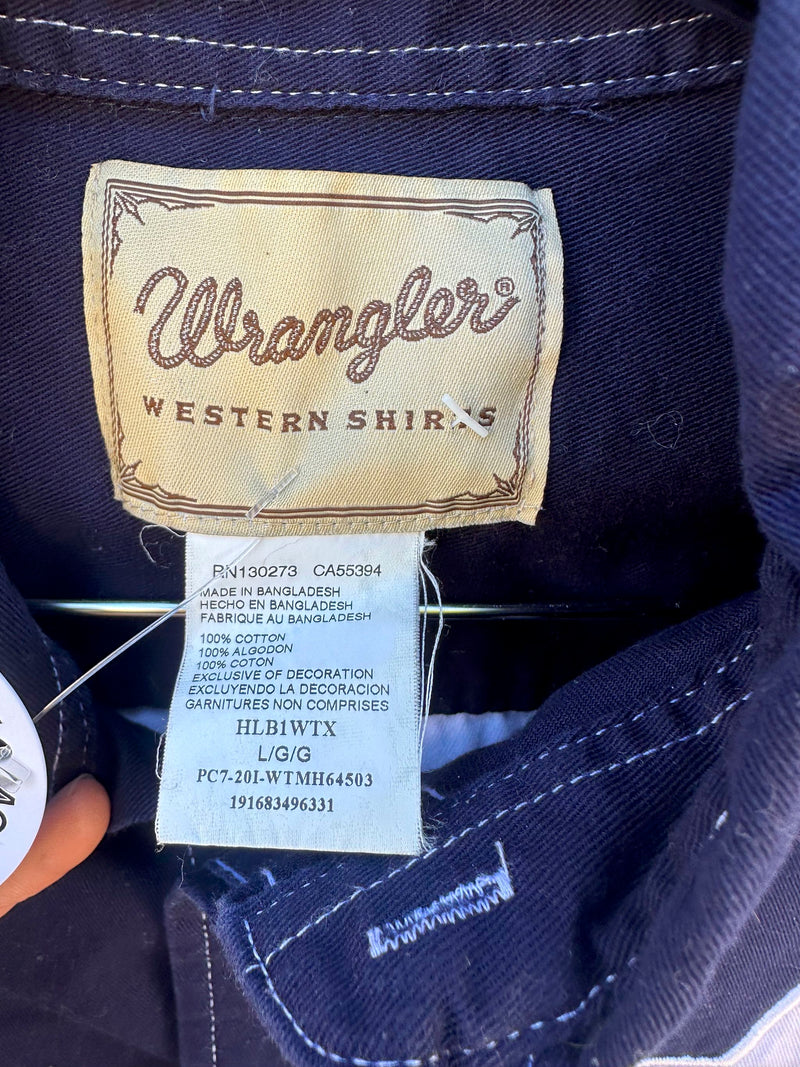 Wrangler®
WESTERN SHIRTS
RN130273 CA55394
MADE IN BANGLADESH
HECHO EN BANGLADESH
FABRIQUE AU BANGLADESH
100% COTTON
100% ALGODON
100% COTON
EXCLUSIVE OF DECORATION
EXCLUYENDO LA DECORACION
GARNITURES NON COMPRISES
HLB1WTX
L/G/G
PC7-20I-WTMH64503
191683496331